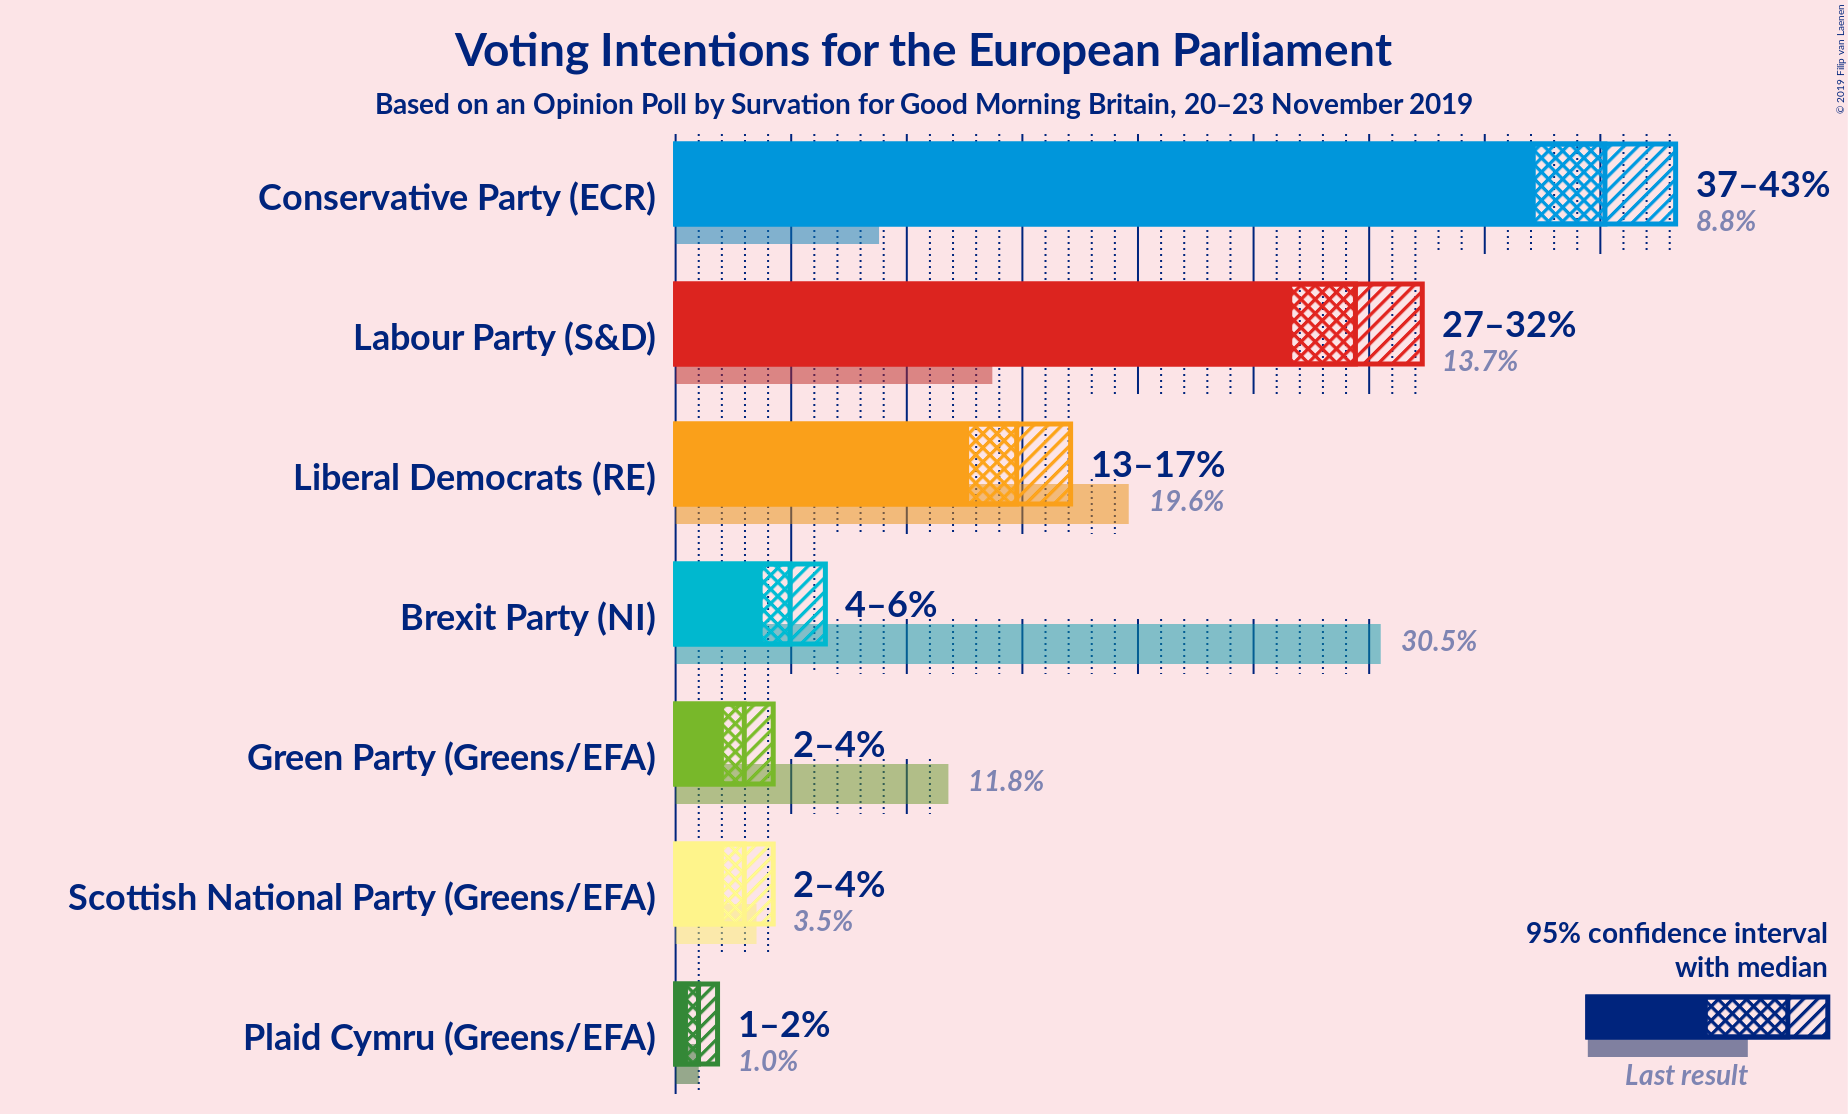 Voting Intentions for the European Parliament
Based on an Opinion Poll by Survation for Good Morning Britain, 20–23 November 2019
© 2019 Filip van Laenen
Conservative Party (ECR)
37–43%
8.8%
Labour Party (S&D)
27–32%
13.7%
Liberal Democrats (RE)
13–17%
19.6%
Brexit Party (NI)
4–6%
30.5%
Green Party (Greens/EFA)
2–4%
11.8%
Scottish National Party (Greens/EFA)
2–4%
3.5%
Plaid Cymru (Greens/EFA)
1–2%
1.0%
95% confidence interval
with median
Last result